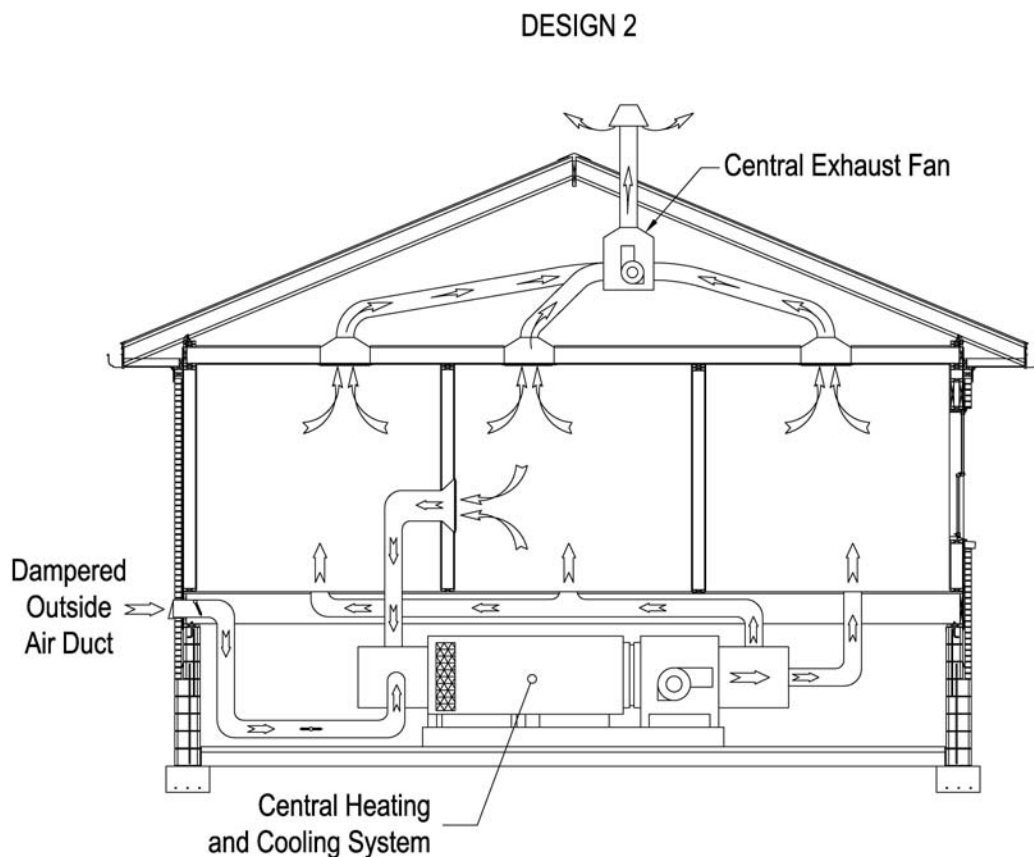 DESIGN 2
Central Exhaust Fan
Dampered
Outside
Air Duct
Central Heating
and Cooling System